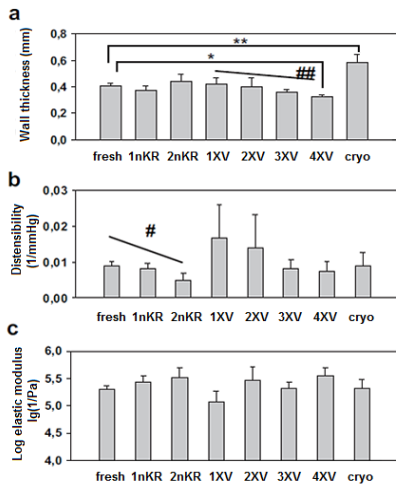 a
**
*
##
Wall thickness (mm)
0,8
0,6
0,4
0,2
0,0
fresh 1nKR 2nKR 1XV 2XV 3XV 4XV cryo
b
#
Distensibility
(1/mmHg)
0,03
0,02
0,01
0,00
fresh 1nKR 2nKR 1XV 2XV 3XV 4XV cryo
c
Log elastic modulus
lg(1/Pa)
6,0
5,5
5,0
4,5
4,0
fresh 1nKR 2nKR 1XV 2XV 3XV 4XV cryo